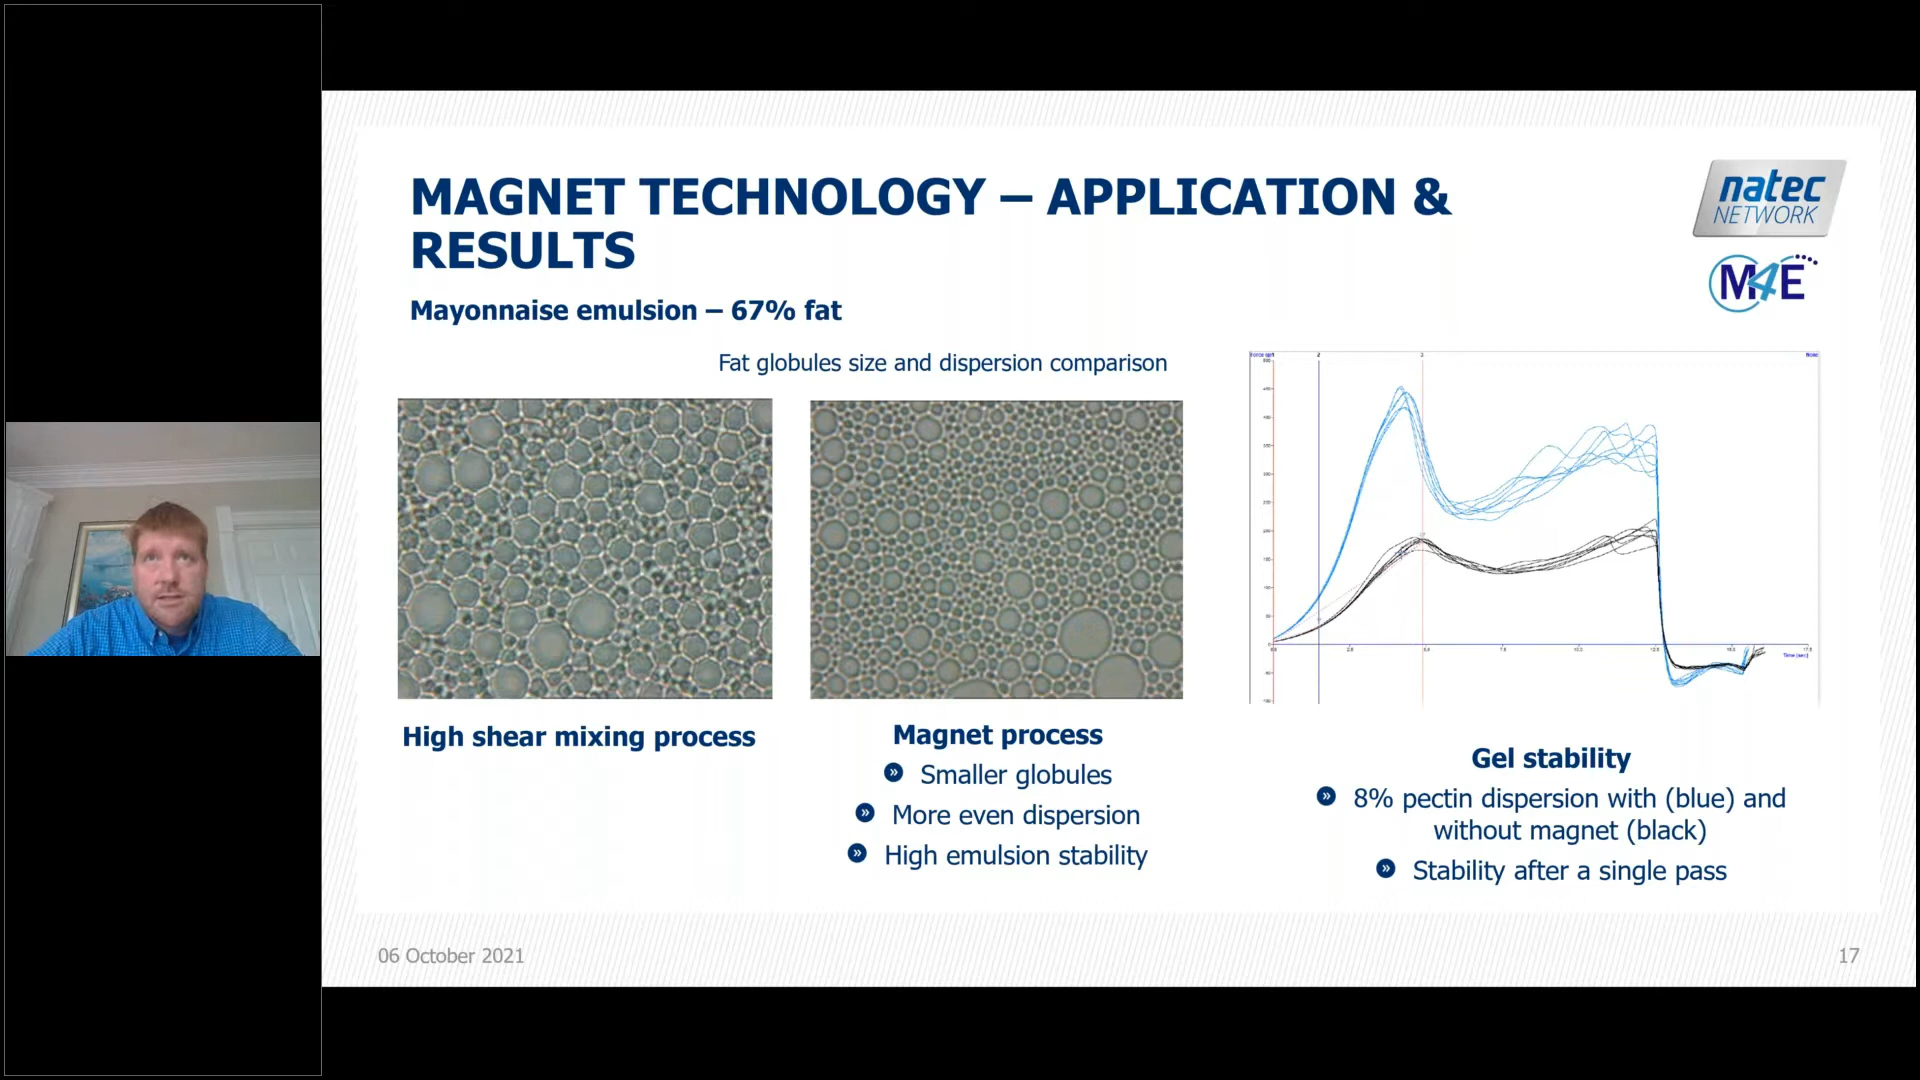 MAGNET TECHNOLOGY – APPLICATION &
RESULTS
natec
NETWORK
M4E
Mayonnaise emulsion – 67% fat
Fat globules size and dispersion comparison
High shear mixing process
Magnet process
» Smaller globules
» More even dispersion
» High emulsion stability
Time (sec)
Gel stability
» 8% pectin dispersion with (blue) and
without magnet (black)
» Stability after a single pass
06 October 2021
17